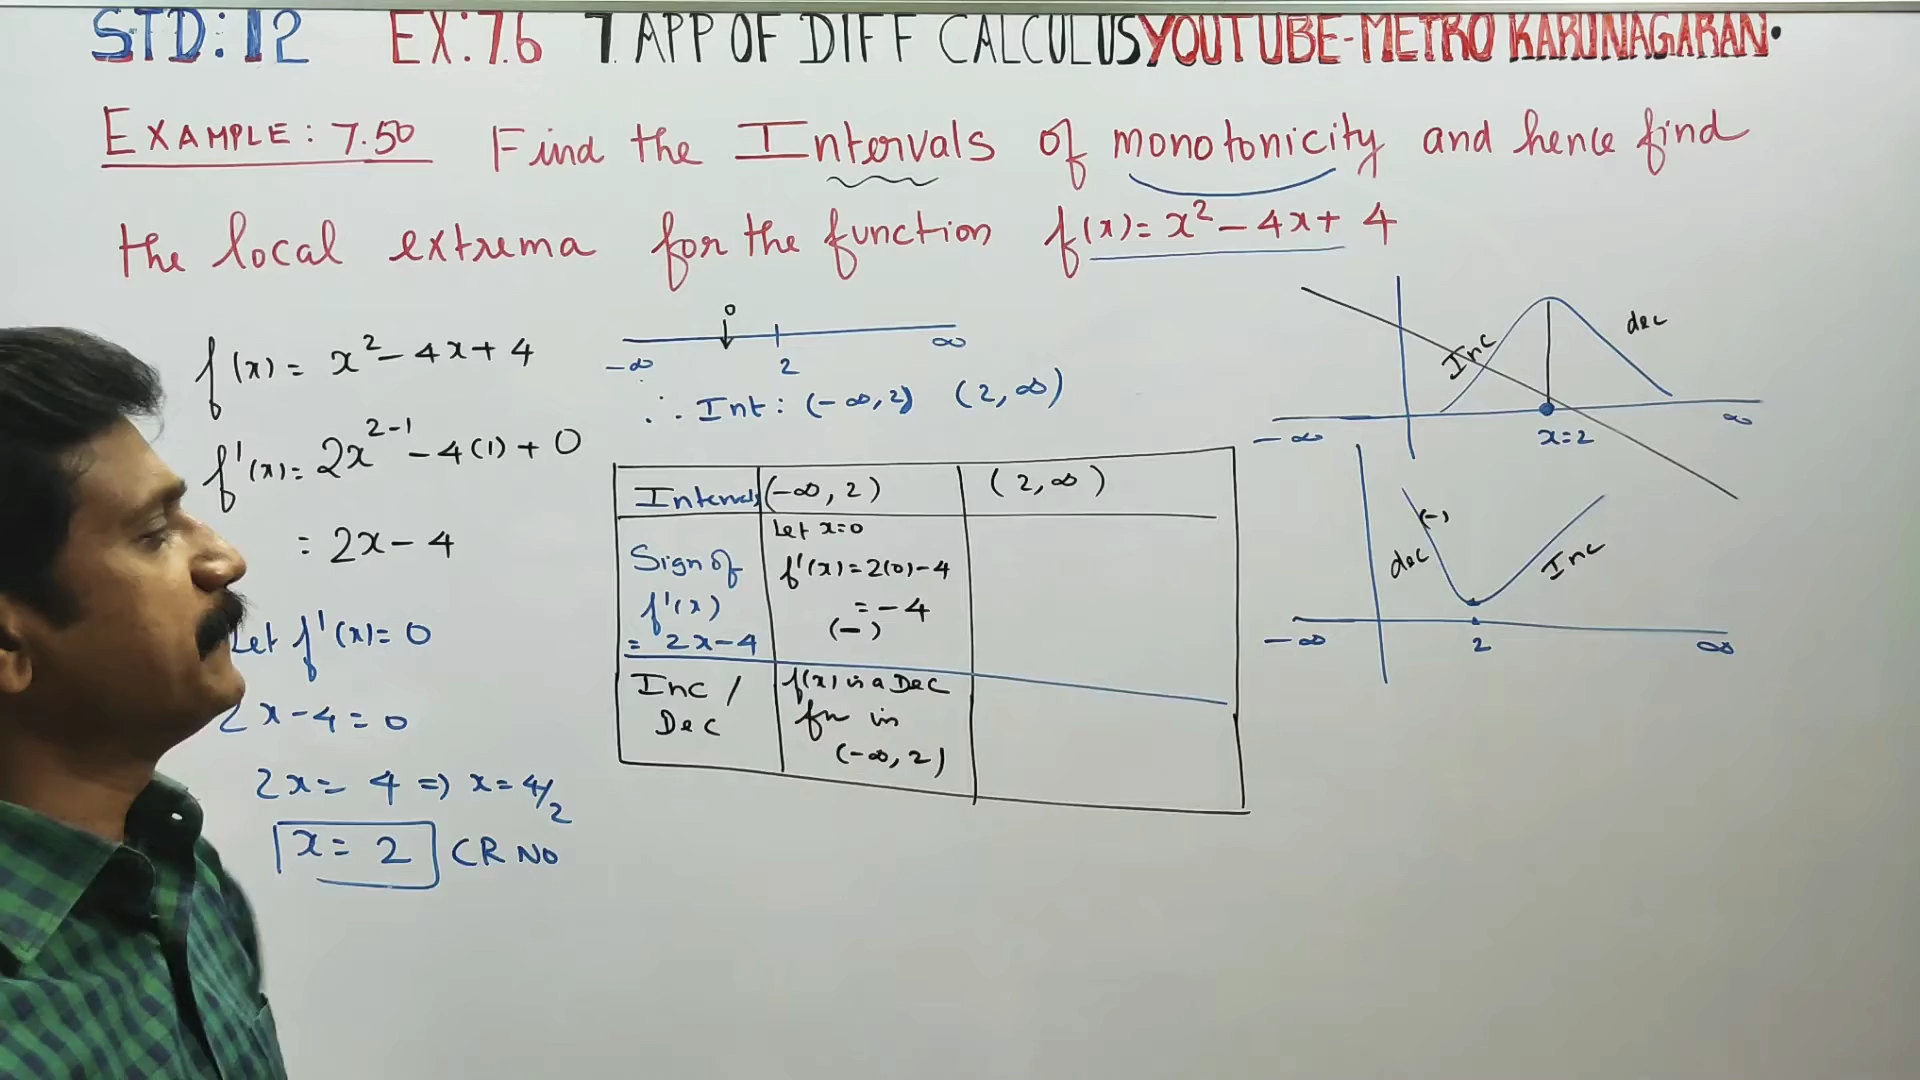 STD: 12 EX: 7.6 7. APP OF DIFF CALCULUS YOUTUBE-METRO KARUNAGARAN.
EXAMPLE: 7.50 Find the Intervals of monotonicity and hence find
the local extrema for the function f(x) = x² - 4x + 4
f(x) = x² - 4x + 4
f'(x) = 2x²⁻¹ - 4(1) + 0
= 2x - 4
Let f'(x) = 0
2x - 4 = 0
2x = 4 ⇒ x = 4/2
x = 2 CR NO
0
-∞ 2 ∞
∴ Int: (-∞, 2) (2, ∞)
Intervals (-∞, 2) (2, ∞)
Sign of f'(x) = 2x - 4
Let x = 0
f'(x) = 2(0) - 4
= -4
(-)
Inc / Dec
f(x) is a Dec
fn in
(-∞, 2)
Inc dec
-∞ x = 2 ∞
(-)
dec Inc
-∞ 2 ∞